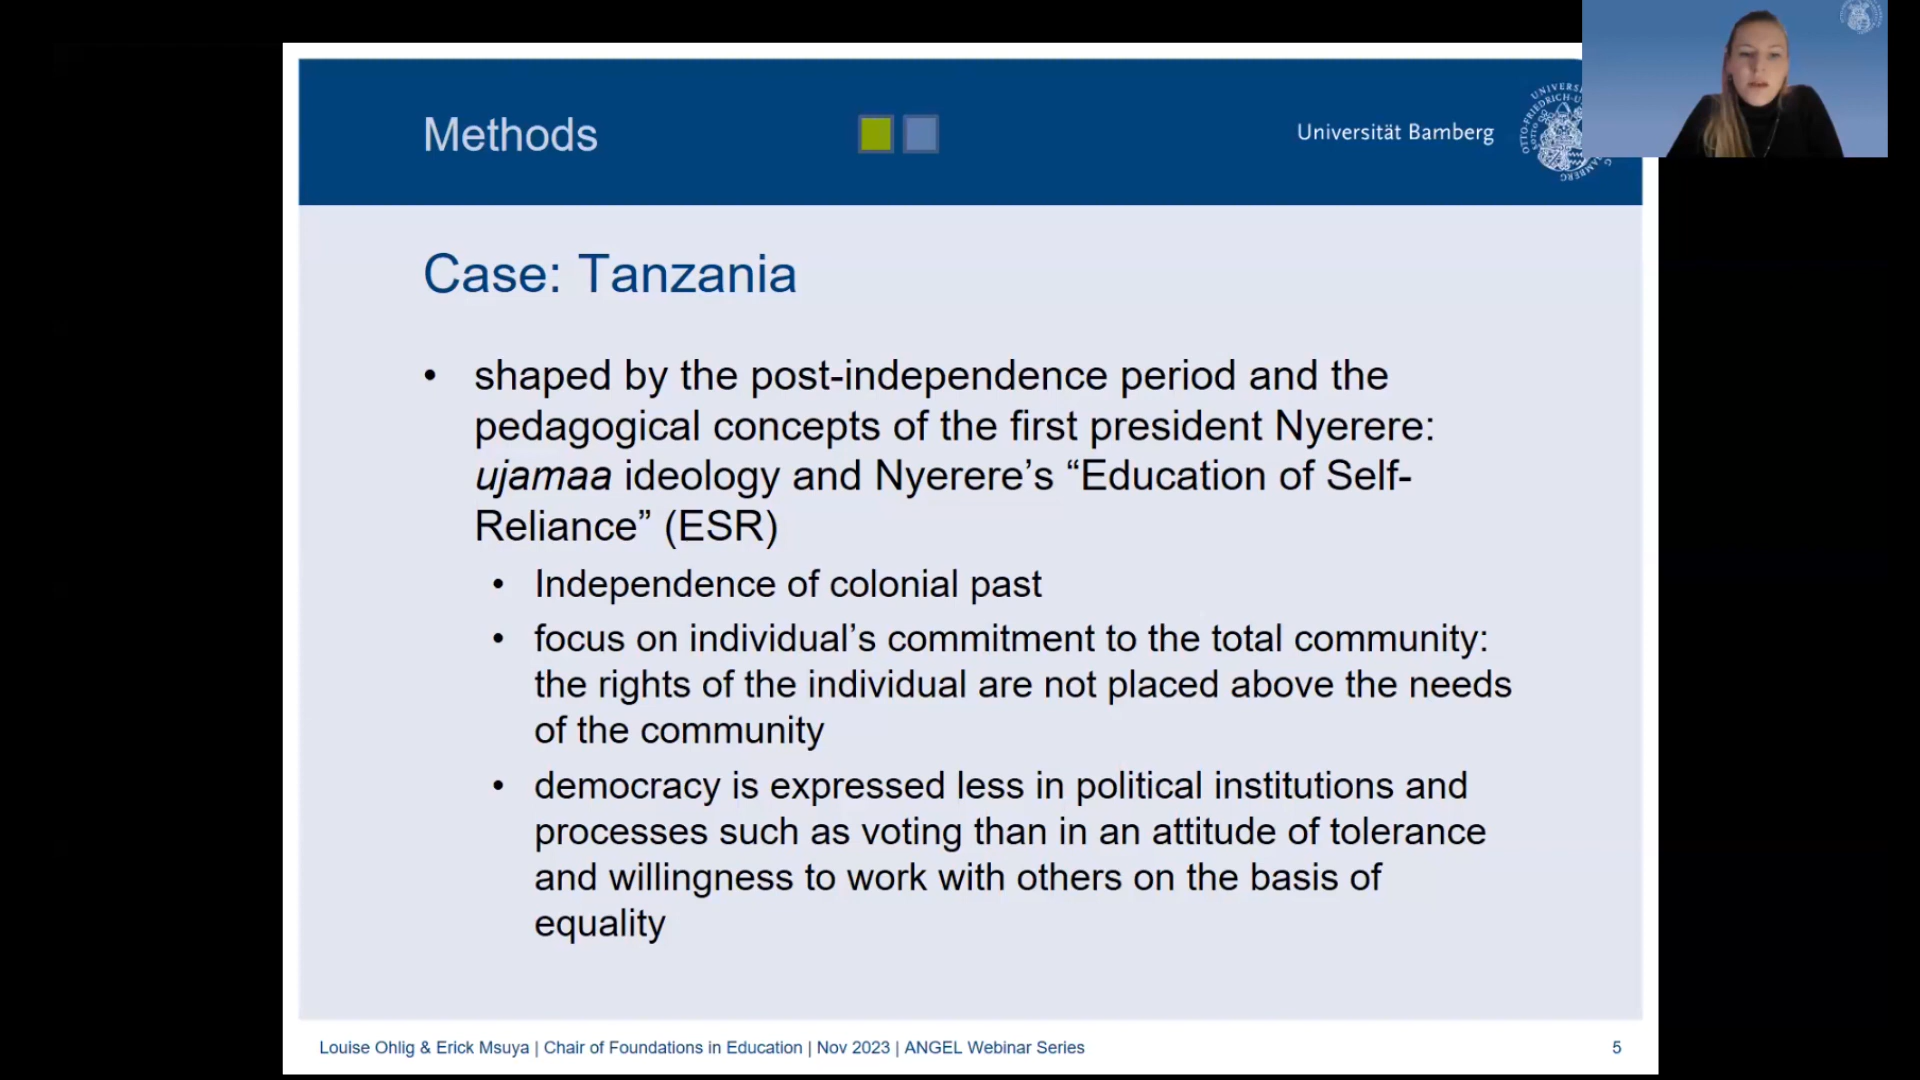 Methods
Universität Bamberg
Case: Tanzania
• shaped by the post-independence period and the
pedagogical concepts of the first president Nyerere:
ujamaa ideology and Nyerere’s “Education of Self-
Reliance” (ESR)
• Independence of colonial past
• focus on individual’s commitment to the total community:
the rights of the individual are not placed above the needs
of the community
• democracy is expressed less in political institutions and
processes such as voting than in an attitude of tolerance
and willingness to work with others on the basis of
equality
Louise Ohlig & Erick Msuya | Chair of Foundations in Education | Nov 2023 | ANGEL Webinar Series
5